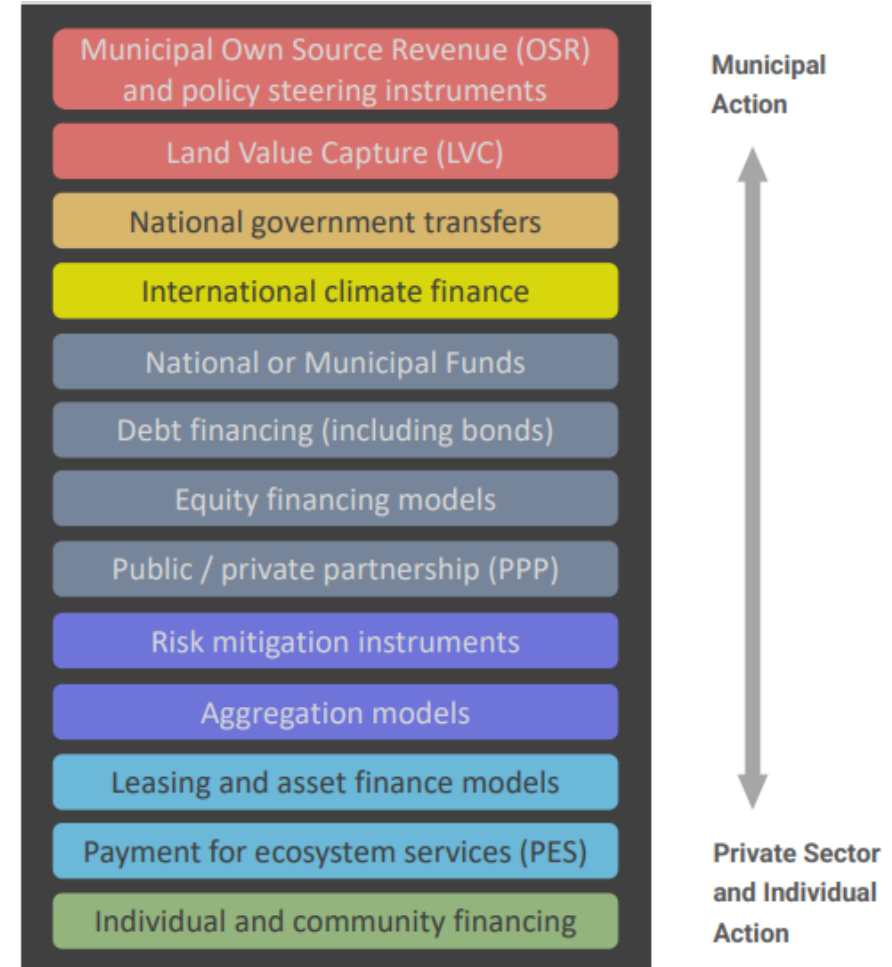 Municipal Own Source Revenue (OSR)
and policy steering instruments
Land Value Capture (LVC)
National government transfers
International climate finance
National or Municipal Funds
Debt financing (including bonds)
Equity financing models
Public / private partnership (PPP)
Risk mitigation instruments
Aggregation models
Leasing and asset finance models
Payment for ecosystem services (PES)
Individual and community financing
Municipal
Action
Private Sector
and Individual
Action